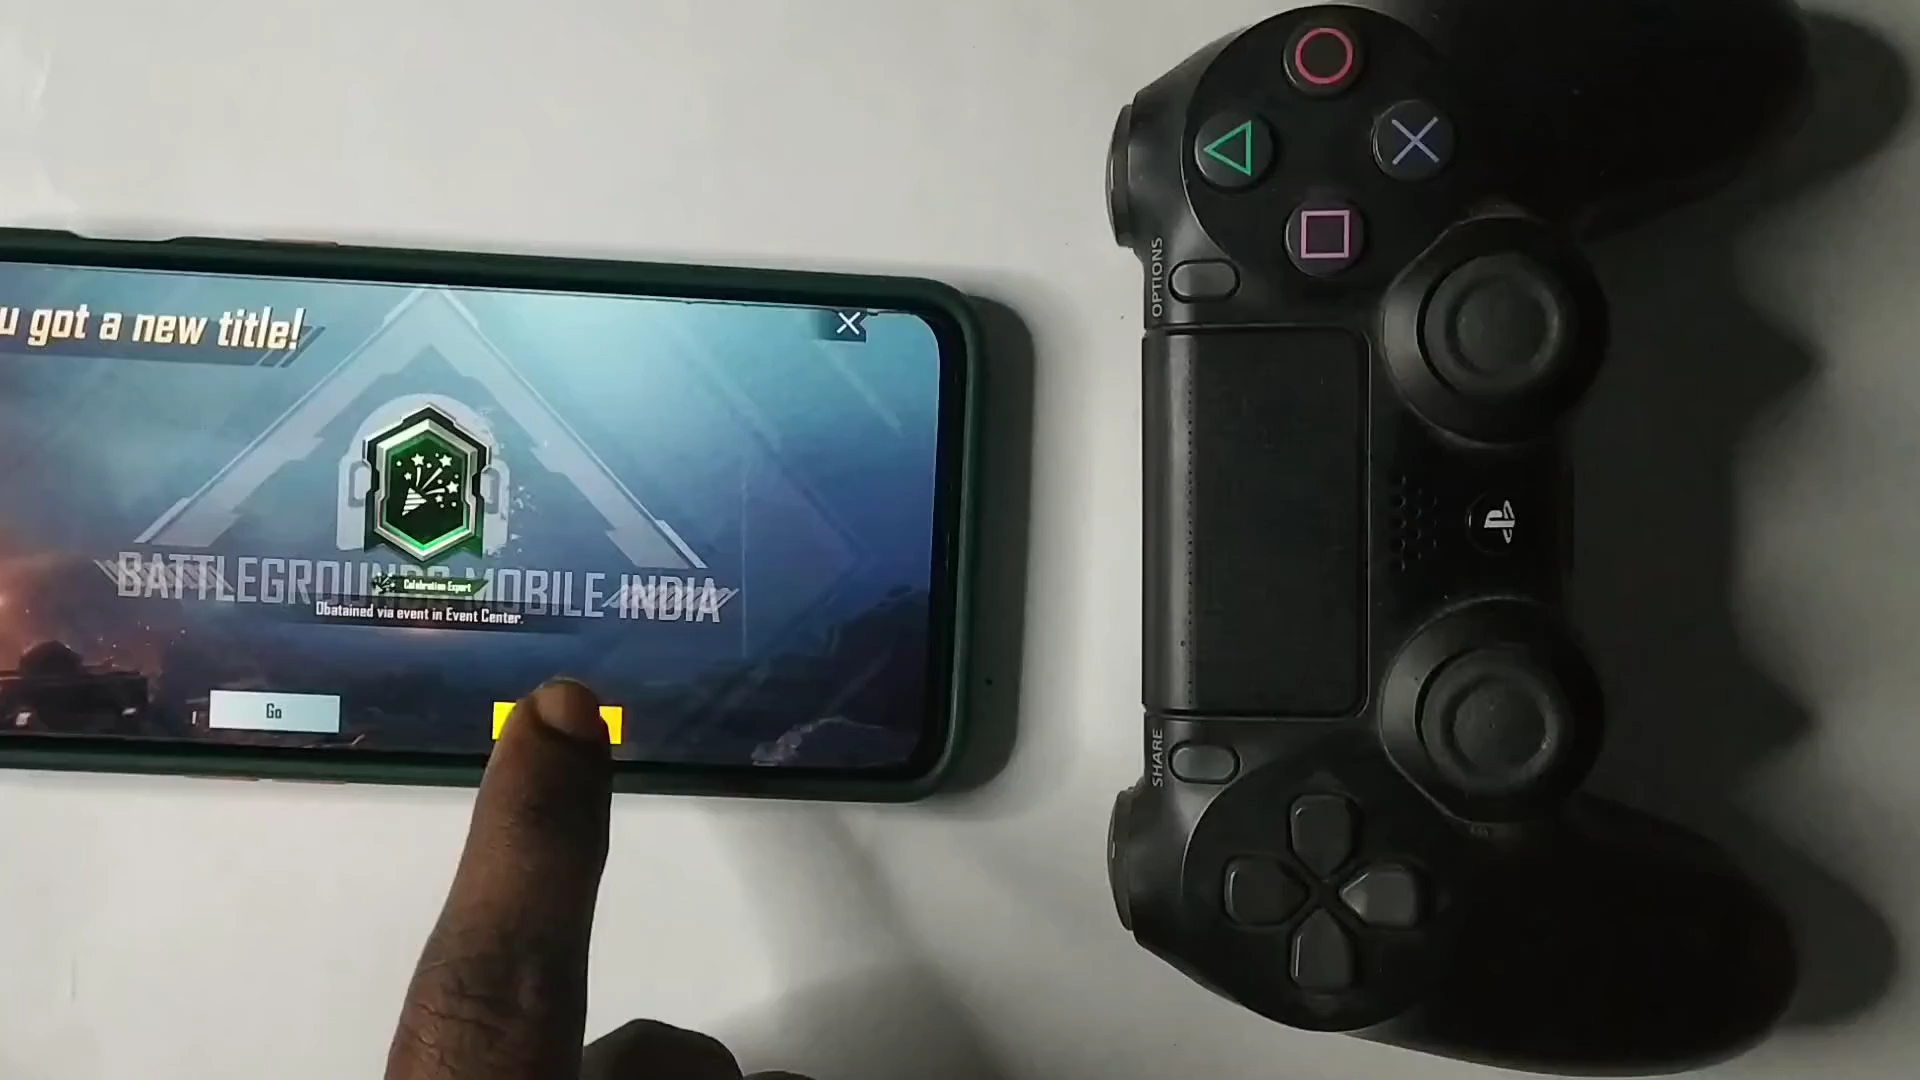 u got a new title!
BATTLEGROUNDS MOBILE INDIA
Celebration Expert
Obatained via event in Event Center.
Go
OPTIONS
SHARE